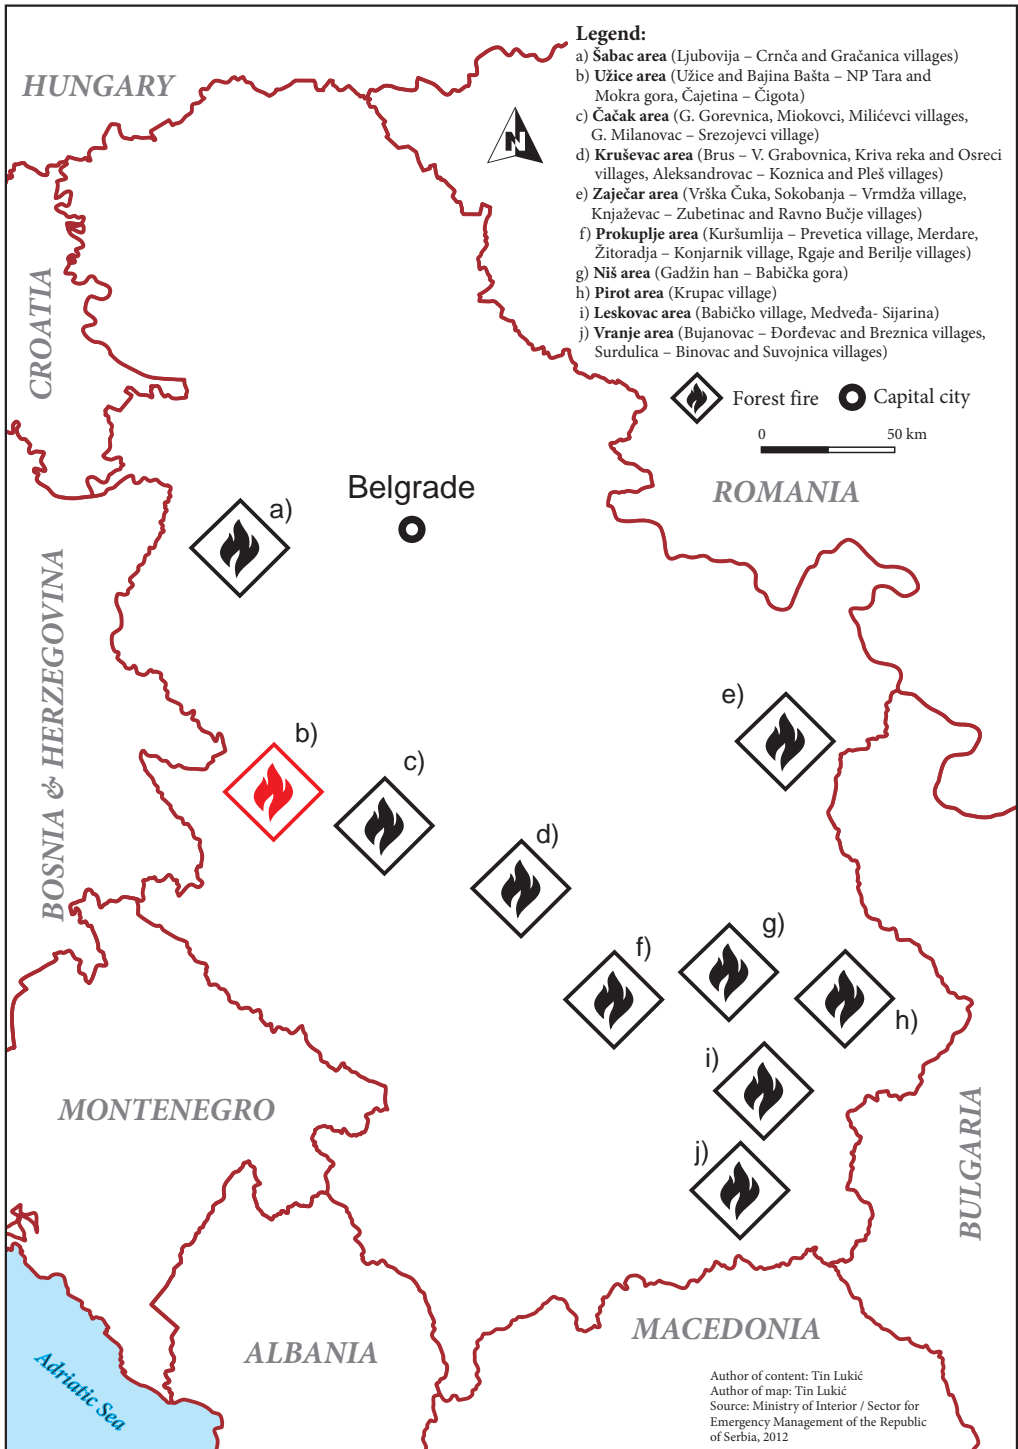 Legend:
a) Šabac area (Ljubovija – Crnča and Gračanica villages)
b) Užice area (Užice and Bajina Bašta – NP Tara and
Mokra gora, Čajetina – Čigota)
c) Čačak area (G. Gorevnica, Miokovci, Milićevci villages,
G. Milanovac – Srezojevci village)
d) Kruševac area (Brus – V. Grabovnica, Kriva reka and Osreci
villages, Aleksandrovac – Koznica and Pleš villages)
e) Zaječar area (Vrška Čuka, Sokobanja – Vrmdža village,
Knjaževac – Zubetinac and Ravno Bučje villages)
f) Prokuplje area (Kuršumlija – Prevetica village, Merdare,
Žitoradja – Konjarnik village, Rgaje and Berilje villages)
g) Niš area (Gadžin han – Babička gora)
h) Pirot area (Krupac village)
i) Leskovac area (Babičko village, Medveđa- Sijarina)
j) Vranje area (Bujanovac – Đorđevac and Breznica villages,
Surdulica – Binovac and Suvojnica villages)
Forest fire
Capital city
0 50 km
HUNGARY
N
CROATIA
ROMANIA
Belgrade
a)
BOSNIA & HERZEGOVINA
b)
c)
d)
e)
f)
g)
h)
i)
j)
MONTENEGRO
BULGARIA
ALBANIA
MACEDONIA
Adriatic Sea
Author of content: Tin Lukić
Author of map: Tin Lukić
Source: Ministry of Interior / Sector for
Emergency Management of the Republic
of Serbia, 2012